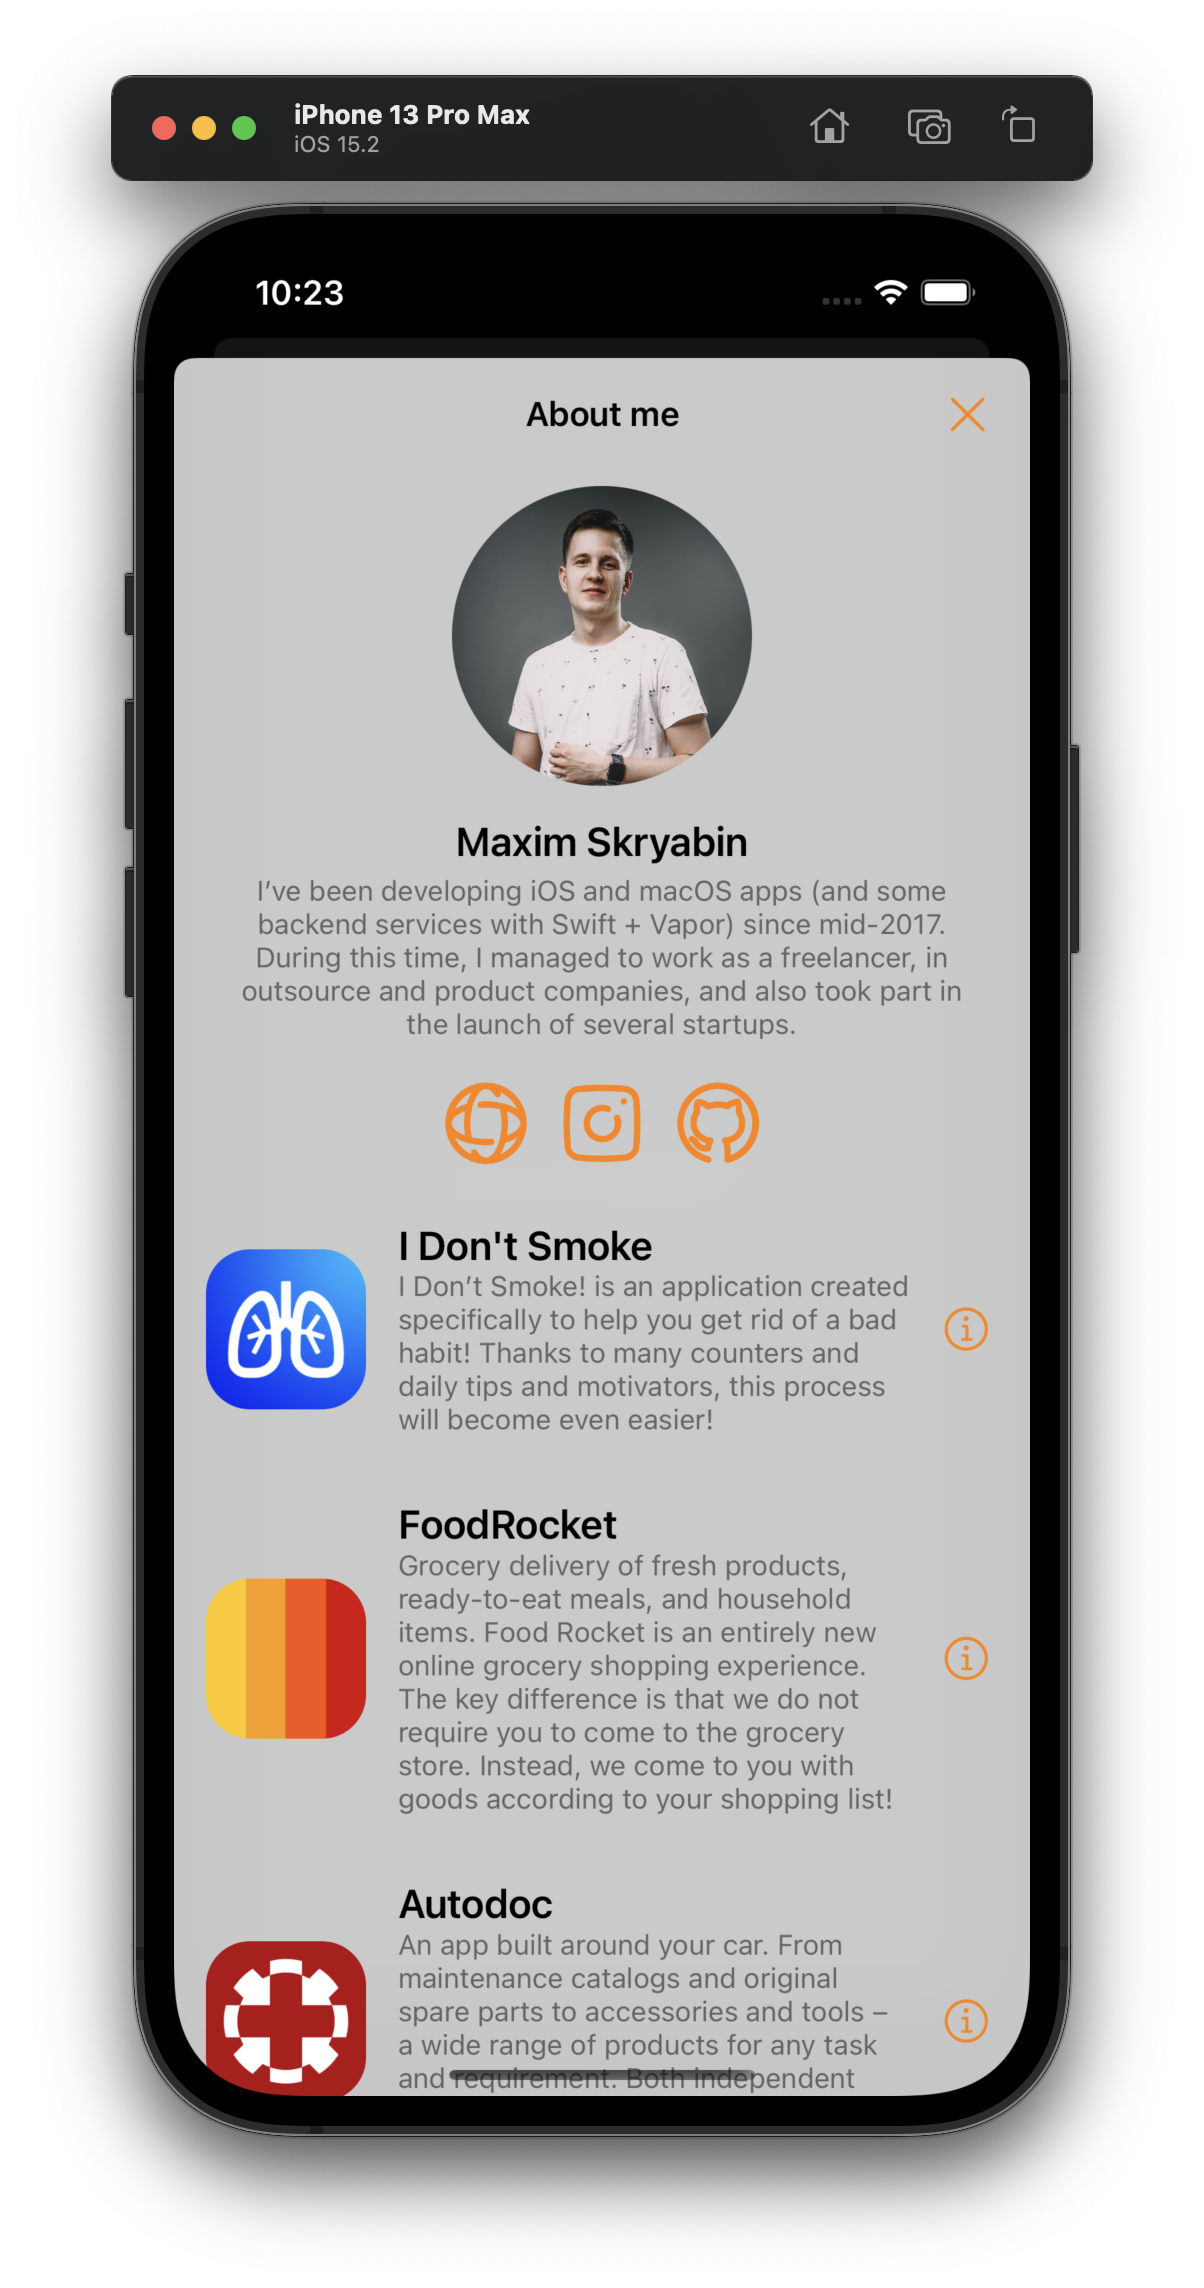 iPhone 13 Pro Max
iOS 15.2
10:23
About me
Maxim Skryabin
I’ve been developing iOS and macOS apps (and some
backend services with Swift + Vapor) since mid-2017.
During this time, I managed to work as a freelancer, in
outsource and product companies, and also took part in
the launch of several startups.
I Don't Smoke
I Don’t Smoke! is an application created
specifically to help you get rid of a bad
habit! Thanks to many counters and
daily tips and motivators, this process
will become even easier!
FoodRocket
Grocery delivery of fresh products,
ready-to-eat meals, and household
items. Food Rocket is an entirely new
online grocery shopping experience.
The key difference is that we do not
require you to come to the grocery
store. Instead, we come to you with
goods according to your shopping list!
Autodoc
An app built around your car. From
maintenance catalogs and original
spare parts to accessories and tools –
a wide range of products for any task
and requirement. Both independent